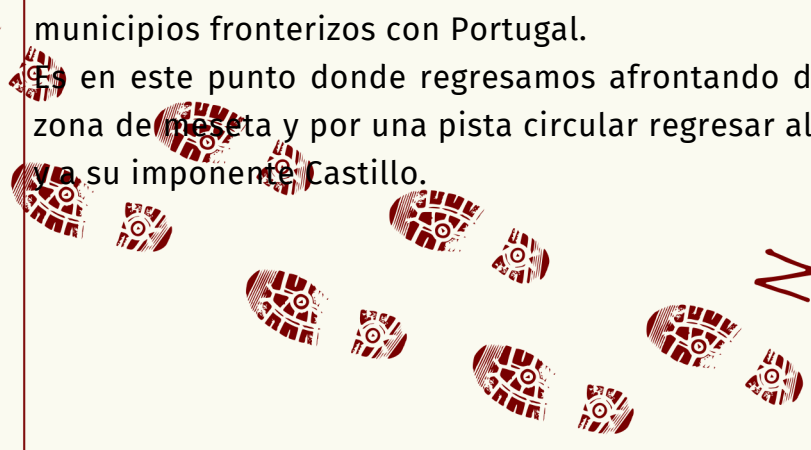 municipios fronterizos con Portugal.
Es en este punto donde regresamos afrontando d
zona de meseta y por una pista circular regresar al
y a su imponente Castillo.
N